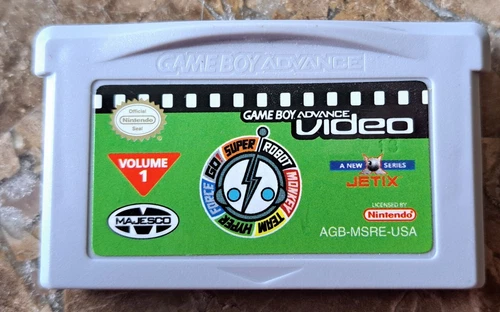 GAME BOY ADVANCE
Official
Nintendo
Seal
GAME BOY ADVANCE
video
VOLUME
1
SUPER ROBOT MONKEY TEAM HYPER FORCE GO!
A NEW SERIES
JETIX
MAJESCO
LICENSED BY
Nintendo
AGB-MSRE-USA